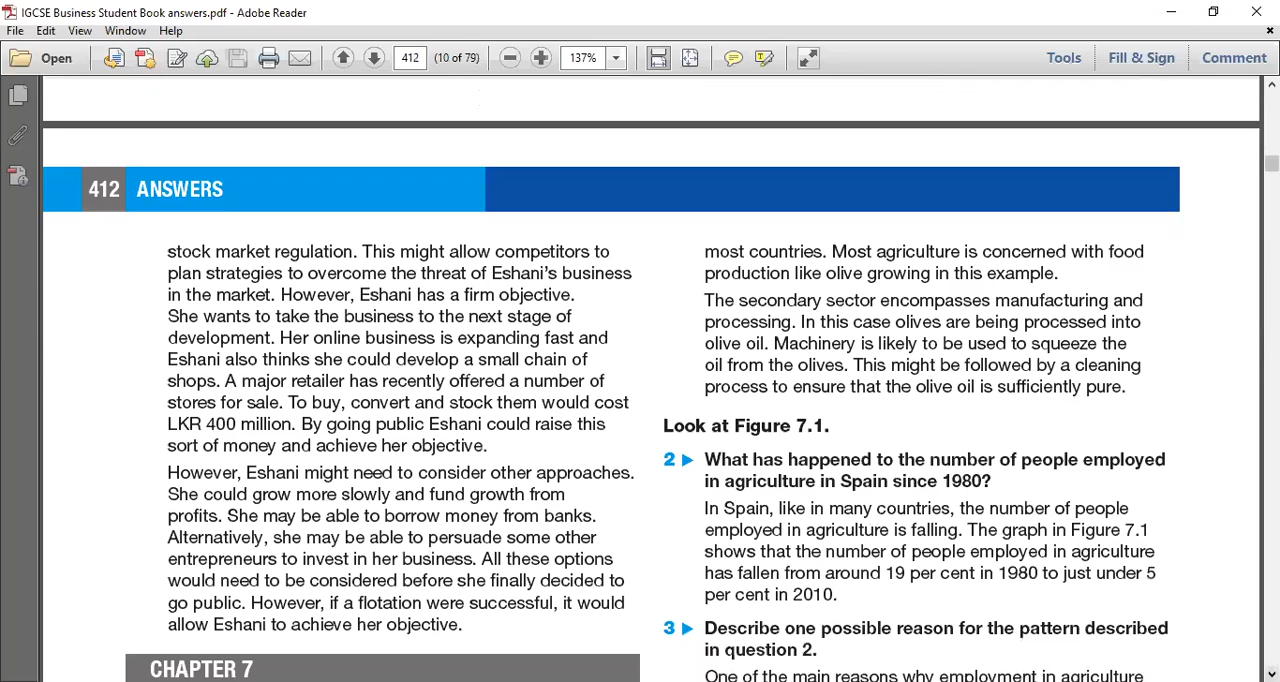 IGCSE Business Student Book answers.pdf - Adobe Reader
File Edit View Window Help
Open 412 (10 of 79) 137% Tools Fill & Sign Comment
412 ANSWERS
stock market regulation. This might allow competitors to
plan strategies to overcome the threat of Eshani's business
in the market. However, Eshani has a firm objective.
She wants to take the business to the next stage of
development. Her online business is expanding fast and
Eshani also thinks she could develop a small chain of
shops. A major retailer has recently offered a number of
stores for sale. To buy, convert and stock them would cost
LKR 400 million. By going public Eshani could raise this
sort of money and achieve her objective.
However, Eshani might need to consider other approaches.
She could grow more slowly and fund growth from
profits. She may be able to borrow money from banks.
Alternatively, she may be able to persuade some other
entrepreneurs to invest in her business. All these options
would need to be considered before she finally decided to
go public. However, if a flotation were successful, it would
allow Eshani to achieve her objective.
CHAPTER 7
most countries. Most agriculture is concerned with food
production like olive growing in this example.
The secondary sector encompasses manufacturing and
processing. In this case olives are being processed into
olive oil. Machinery is likely to be used to squeeze the
oil from the olives. This might be followed by a cleaning
process to ensure that the olive oil is sufficiently pure.
Look at Figure 7.1.
2 ▶ What has happened to the number of people employed
in agriculture in Spain since 1980?
In Spain, like in many countries, the number of people
employed in agriculture is falling. The graph in Figure 7.1
shows that the number of people employed in agriculture
has fallen from around 19 per cent in 1980 to just under 5
per cent in 2010.
3 ▶ Describe one possible reason for the pattern described
in question 2.
One of the main reasons why employment in agriculture